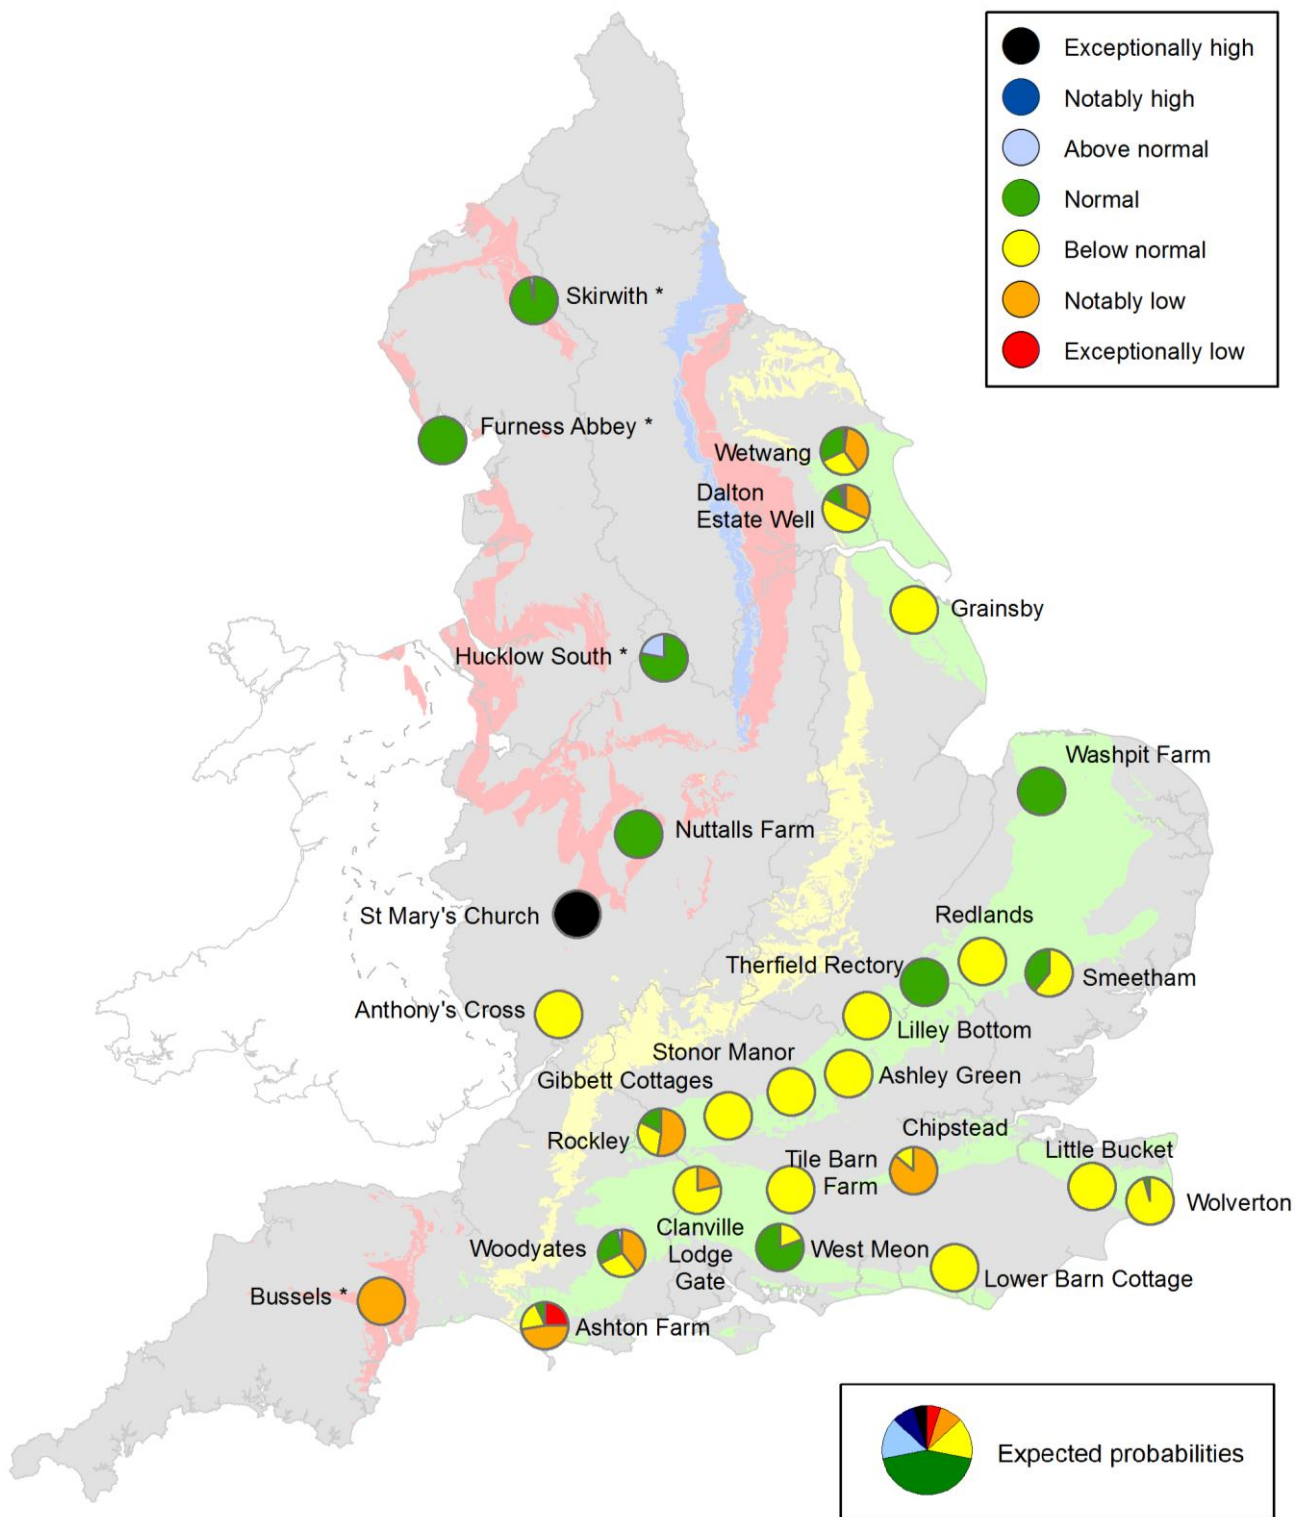 Exceptionally high
Notably high
Above normal
Normal
Below normal
Notably low
Exceptionally low
Skirwith *
Furness Abbey *
Wetwang
Dalton
Estate Well
Grainsby
Hucklow South *
Washpit Farm
Nuttalls Farm
St Mary's Church
Redlands
Therfield Rectory
Smeetham
Anthony's Cross
Lilley Bottom
Stonor Manor
Ashley Green
Gibbett Cottages
Rockley
Chipstead
Tile Barn
Farm
Little Bucket
Wolverton
Clanville
Lodge
Gate
Woodyates
West Meon
Lower Barn Cottage
Bussels *
Ashton Farm
Expected probabilities